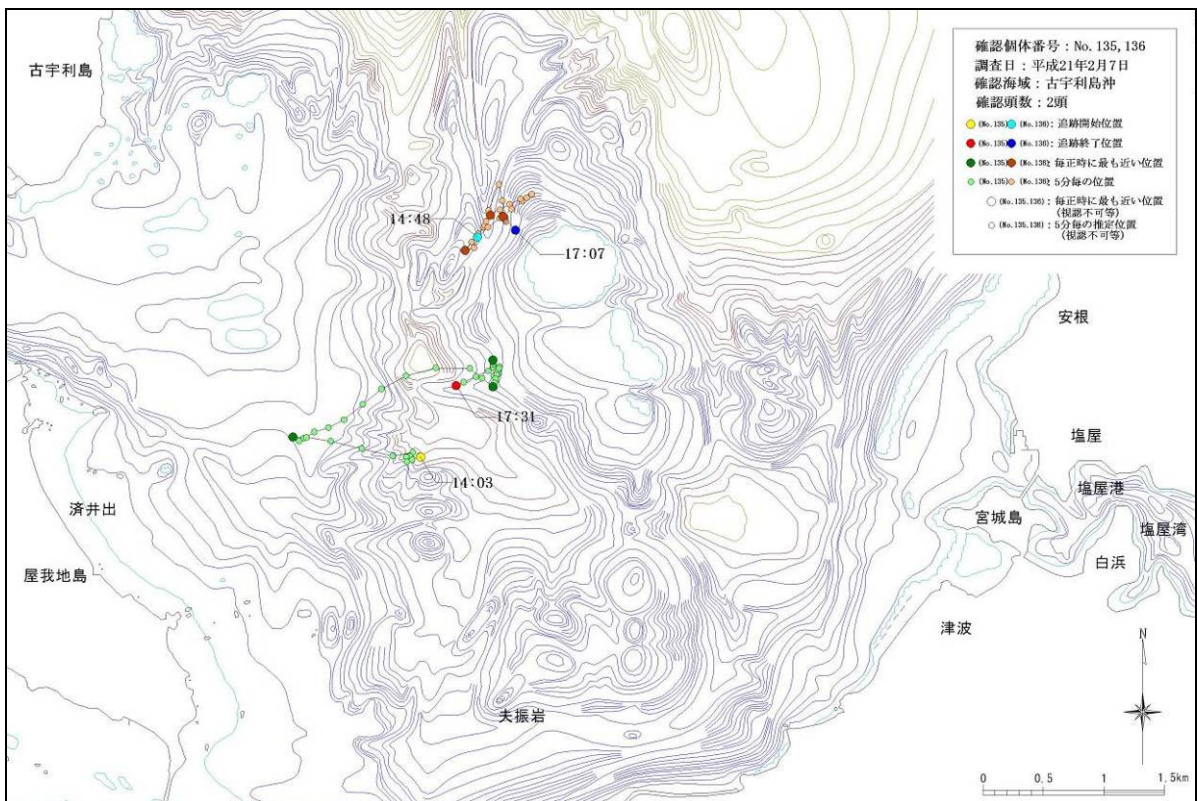 確認個体番号：No. 135, 136
調査日：平成21年2月7日
確認海域：古宇利島沖
確認頭数：2頭
(No.135) (No.136)：追跡開始位置
(No.135) (No.136)：追跡終了位置
(No.135) (No.136)：毎正時に最も近い位置
(No.135) (No.136)：5分毎の位置
(No.135.136)：毎正時に最も近い位置
(視認不可等)
(No.135.136)：5分毎の推定位置
(視認不可等)
古宇利島
14:48
17:07
安根
17:31
塩屋
14:03
塩屋港
済井出
宮城島
塩屋湾
白浜
屋我地島
津波
N
夫振岩
0 0.5 1 1.5km